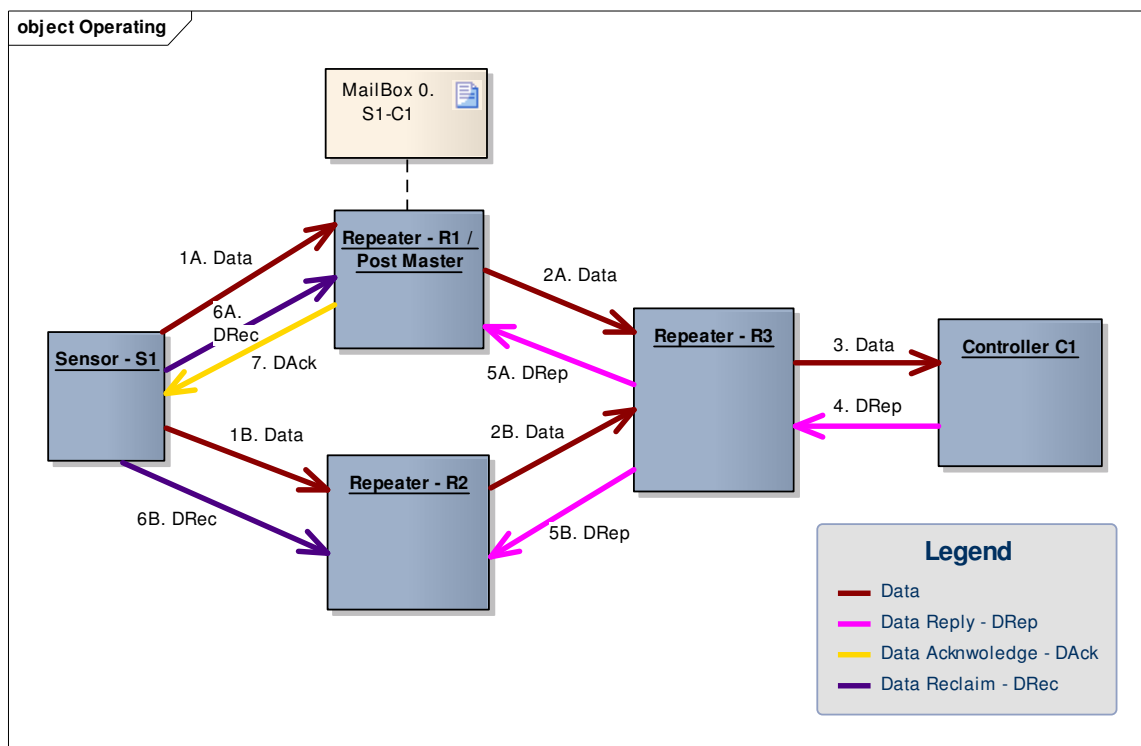 object Operating
MailBox 0.
S1-C1
Repeater - R1 /
Post Master
1A. Data
2A. Data
6A.
DRec
7. DAck
Sensor - S1
Repeater - R3
Controller C1
3. Data
5A. DRep
4. DRep
1B. Data
2B. Data
Repeater - R2
6B. DRec
5B. DRep
Legend
Data
Data Reply - DRep
Data Acknwoledge - DAck
Data Reclaim - DRec